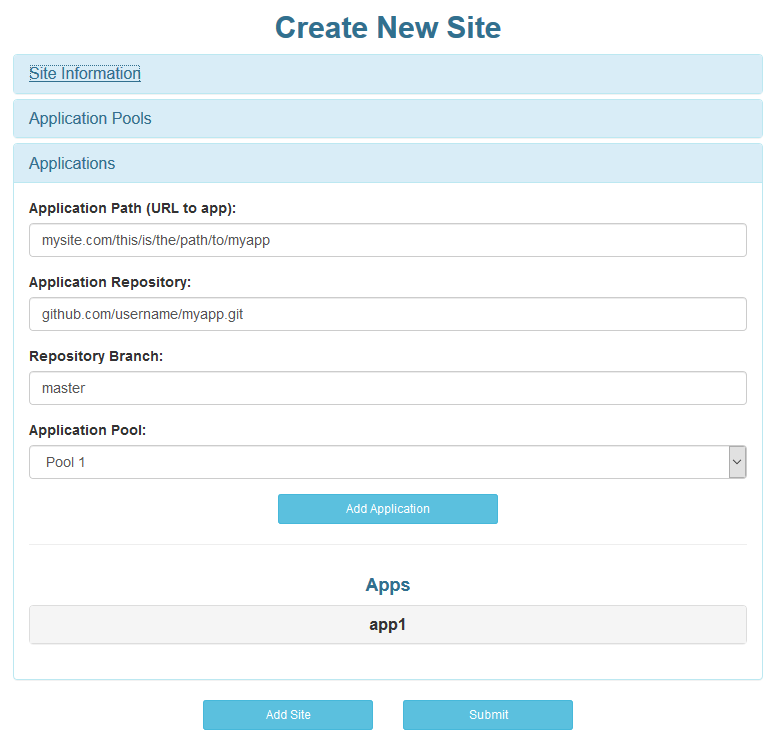 Create New Site
Site Information
Application Pools
Applications
Application Path (URL to app):
mysite.com/this/is/the/path/to/myapp
Application Repository:
github.com/username/myapp.git
Repository Branch:
master
Application Pool:
Pool 1
Add Application
Apps
app1
Add Site Submit